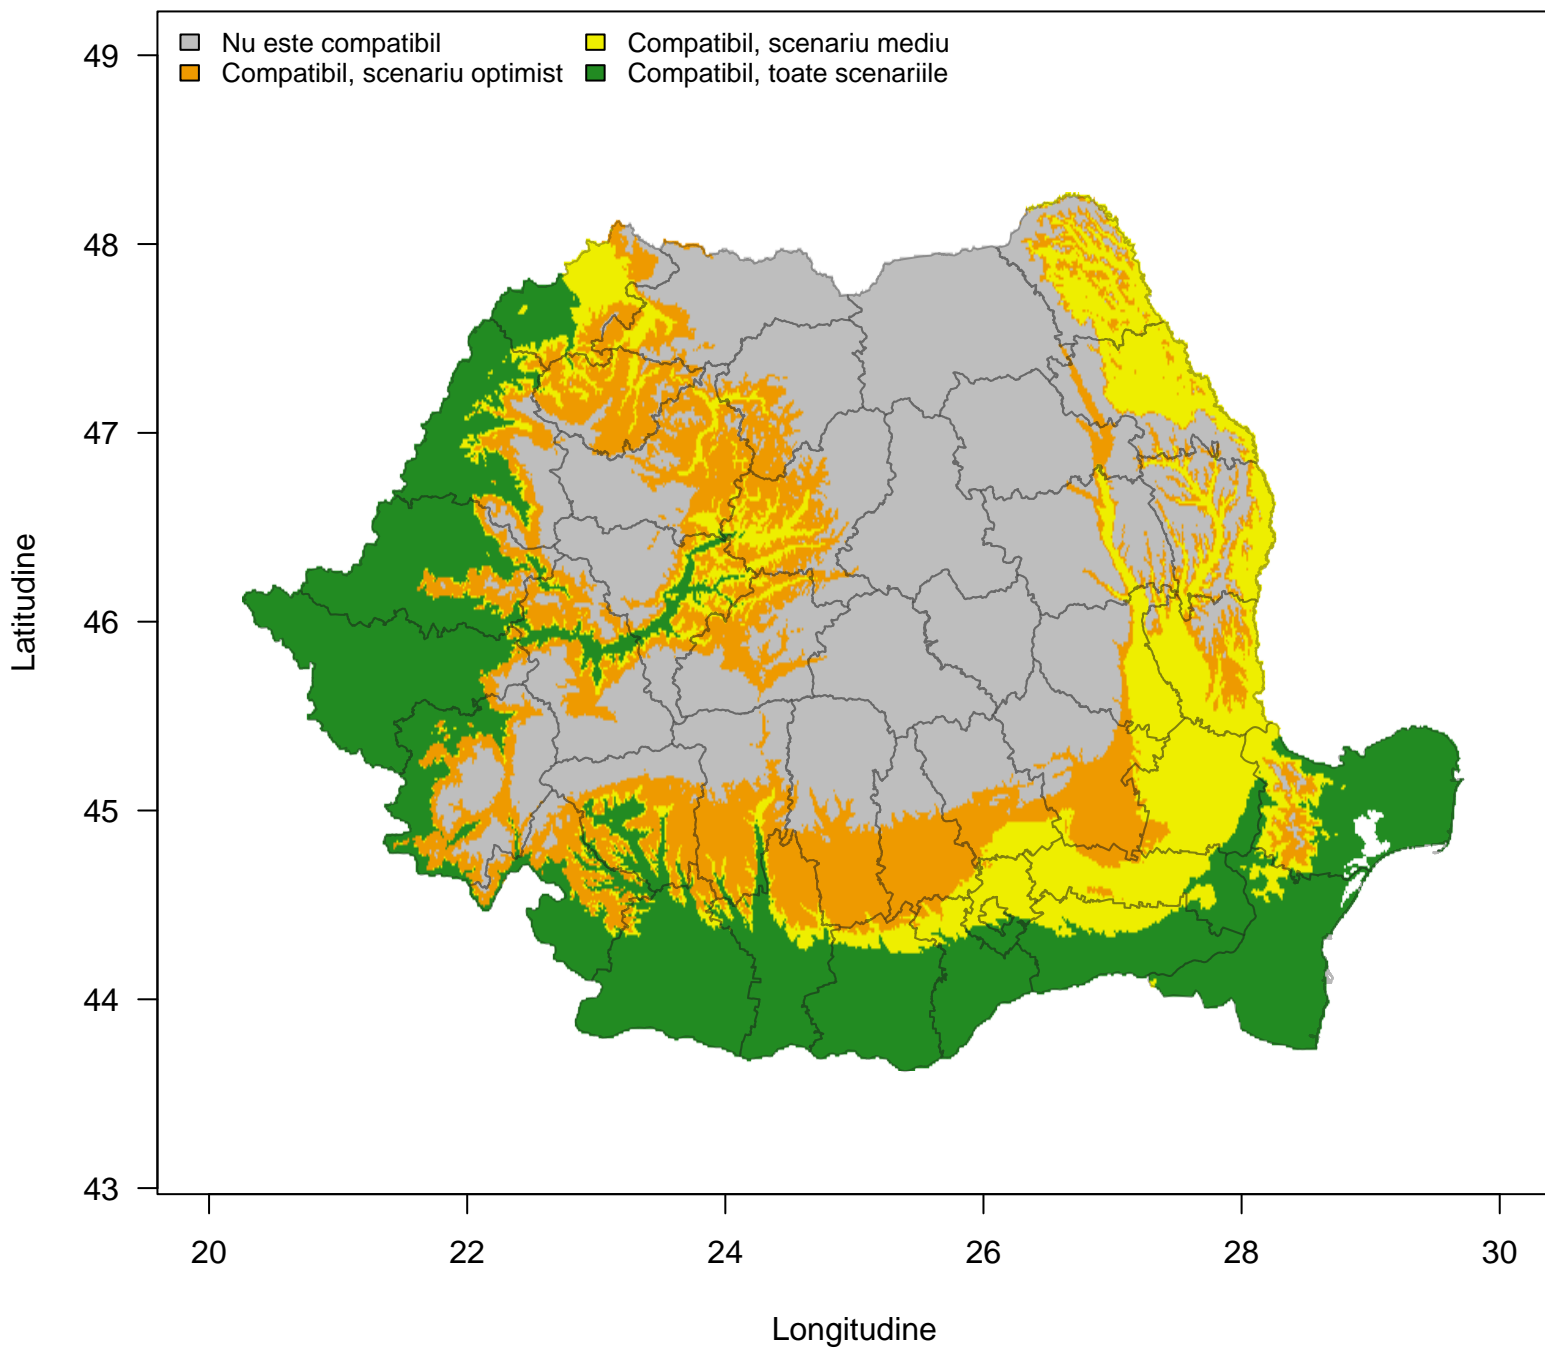 Nu este compatibil
Compatibil, scenariu optimist
Compatibil, scenariu mediu
Compatibil, toate scenariile
49
48
47
46
45
44
43
Latitudine
20 22 24 26 28 30
Longitudine